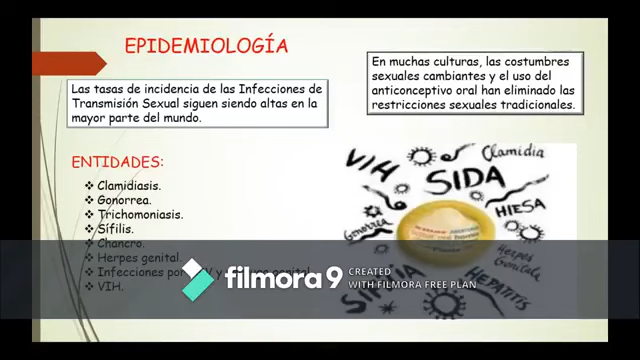 EPIDEMIOLOGÍA
Las tasas de incidencia de las Infecciones de
Transmisión Sexual siguen siendo altas en la
mayor parte del mundo.
En muchas culturas, las costumbres
sexuales cambiantes y el uso del
anticonceptivo oral han eliminado las
restricciones sexuales tradicionales.
ENTIDADES:
❖ Clamidiasis.
❖ Gonorrea.
❖ Trichomoniasis.
❖ Sífilis.
❖ Chancro.
❖ Herpes genital.
❖ Infecciones por y genital
❖ VIH.
VIH
Clamidia
SIDA
HIESA
Gonorria
Herpes
Genitale
HEPATITS
filmora 9
CREATED
WITH FILMORA FREE PLAN